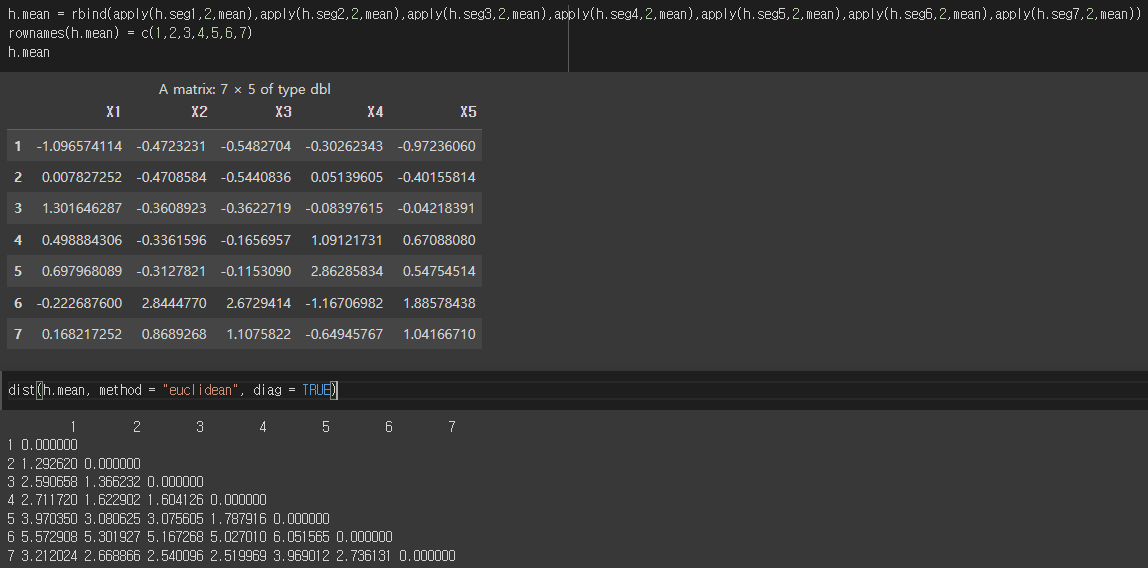 h.mean = rbind(apply(h.seg1,2,mean),apply(h.seg2,2,mean),apply(h.seg3,2,mean),apply(h.seg4,2,mean),apply(h.seg5,2,mean),apply(h.seg6,2,mean),apply(h.seg7,2,mean))
rownames(h.mean) = c(1,2,3,4,5,6,7)
h.mean
A matrix: 7 × 5 of type dbl
X1 X2 X3 X4 X5
1 -1.096574114 -0.4723231 -0.5482704 -0.30262343 -0.97236060
2 0.007827252 -0.4708584 -0.5440836 0.05139605 -0.40155814
3 1.301646287 -0.3608923 -0.3622719 -0.08397615 -0.04218391
4 0.498884306 -0.3361596 -0.1656957 1.09121731 0.67088080
5 0.697968089 -0.3127821 -0.1153090 2.86285834 0.54754514
6 -0.222687600 2.8444770 2.6729414 -1.16706982 1.88578438
7 0.168217252 0.8689268 1.1075822 -0.64945767 1.04166710
dist(h.mean, method = "euclidean", diag = TRUE)
1 2 3 4 5 6 7
1 0.000000
2 1.292620 0.000000
3 2.590658 1.366232 0.000000
4 2.711720 1.622902 1.604126 0.000000
5 3.970350 3.080625 3.075605 1.787916 0.000000
6 5.572908 5.301927 5.167268 5.027010 6.051565 0.000000
7 3.212024 2.668866 2.540096 2.519969 3.969012 2.736131 0.000000